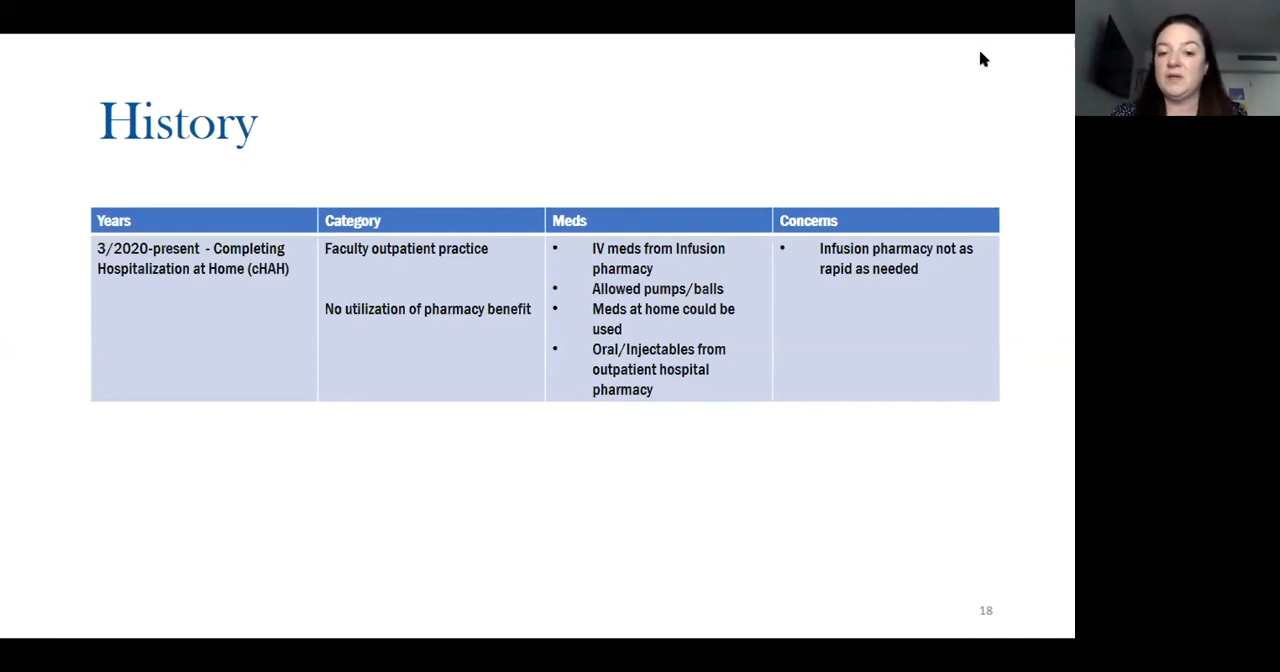 History
Years
Category
Meds
Concerns
3/2020-present - Completing
Hospitalization at Home (cHAH)
Faculty outpatient practice
No utilization of pharmacy benefit
• IV meds from Infusion
pharmacy
• Allowed pumps/balls
• Meds at home could be
used
• Oral/Injectables from
outpatient hospital
pharmacy
• Infusion pharmacy not as
rapid as needed
18